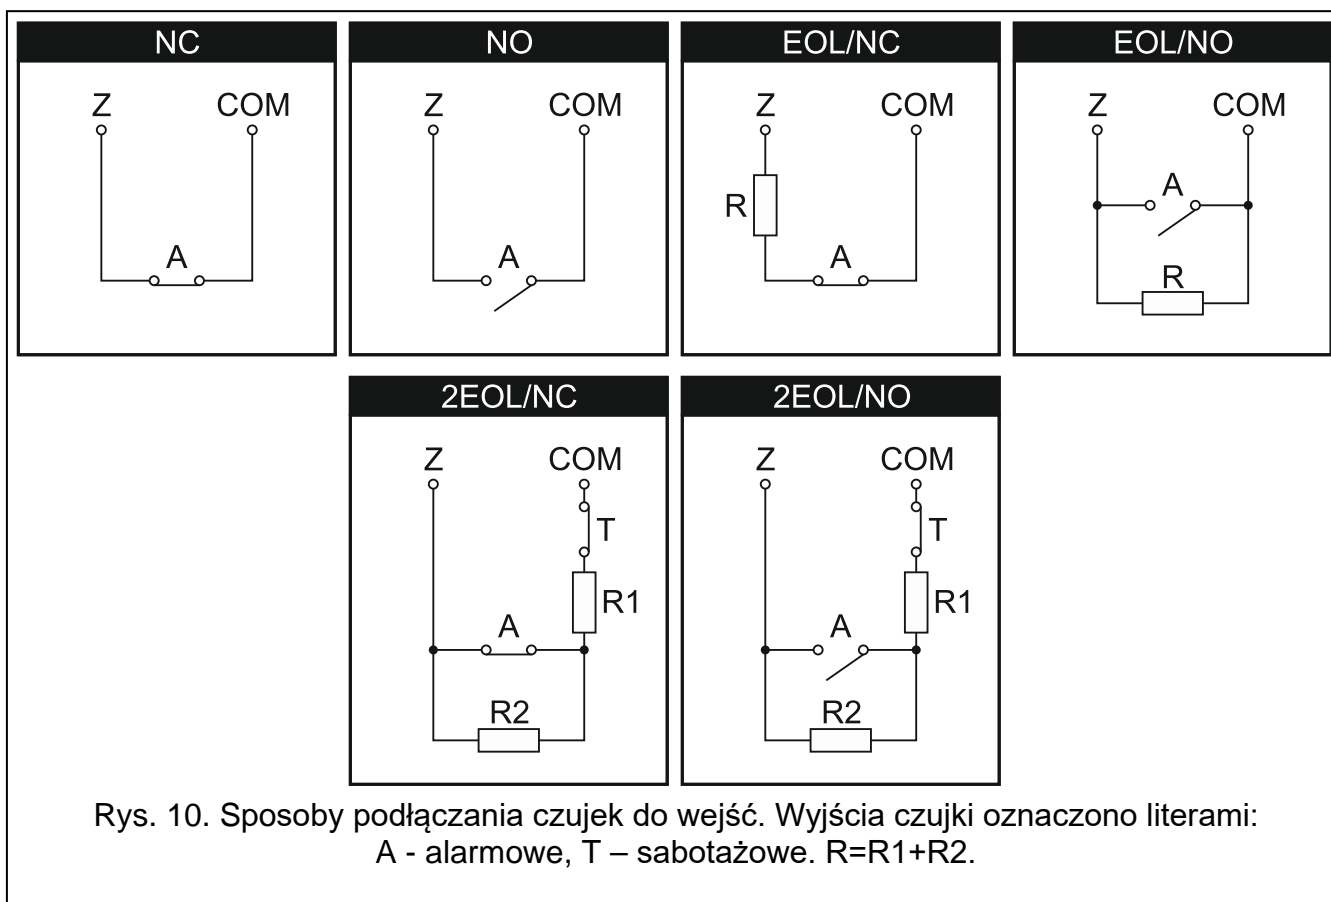 NC
NO
EOL/NC
EOL/NO
Z COM
A
Z COM
A
Z COM
R
A
Z COM
A
R
2EOL/NC
2EOL/NO
Z COM
T
R1
A
R2
Z COM
T
R1
A
R2
Rys. 10. Sposoby podłączania czujek do wejść. Wyjścia czujki oznaczono literami:
A - alarmowe, T – sabotażowe. R=R1+R2.